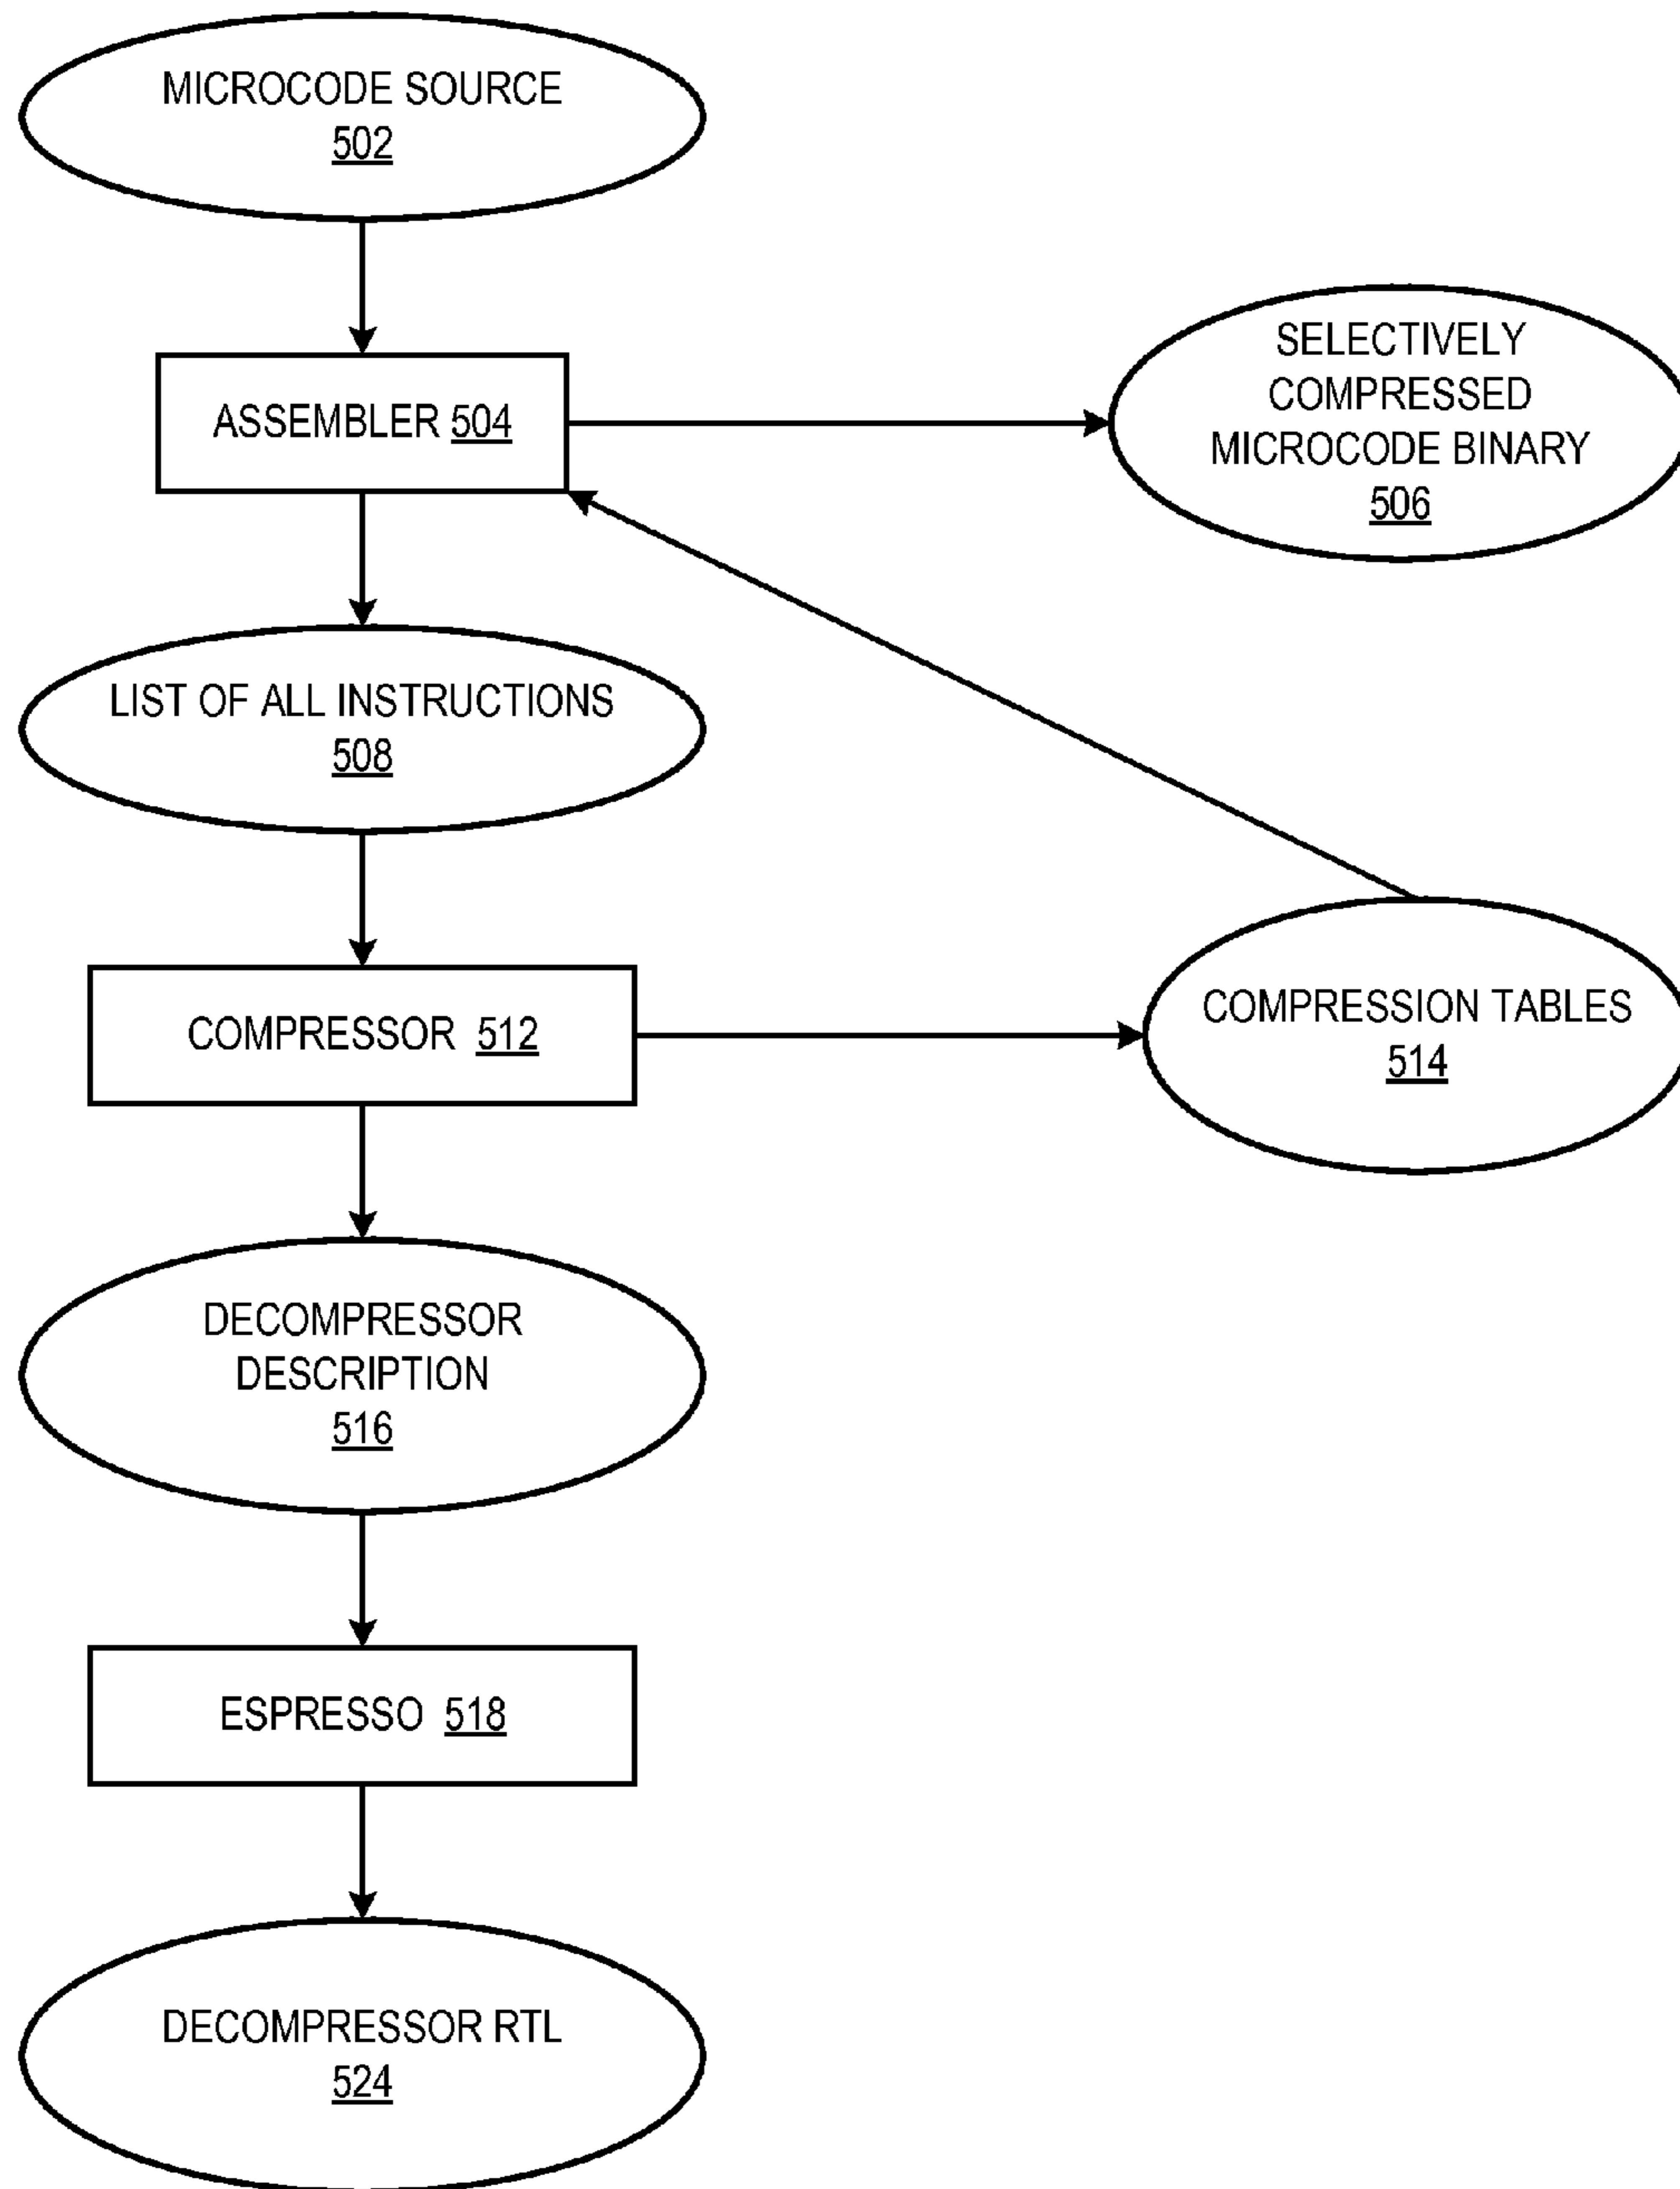 MICROCODE SOURCE
502
ASSEMBLER 504
SELECTIVELY
COMPRESSED
MICROCODE BINARY
506
LIST OF ALL INSTRUCTIONS
508
COMPRESSOR 512
COMPRESSION TABLES
514
DECOMPRESSOR
DESCRIPTION
516
ESPRESSO 518
DECOMPRESSOR RTL
524